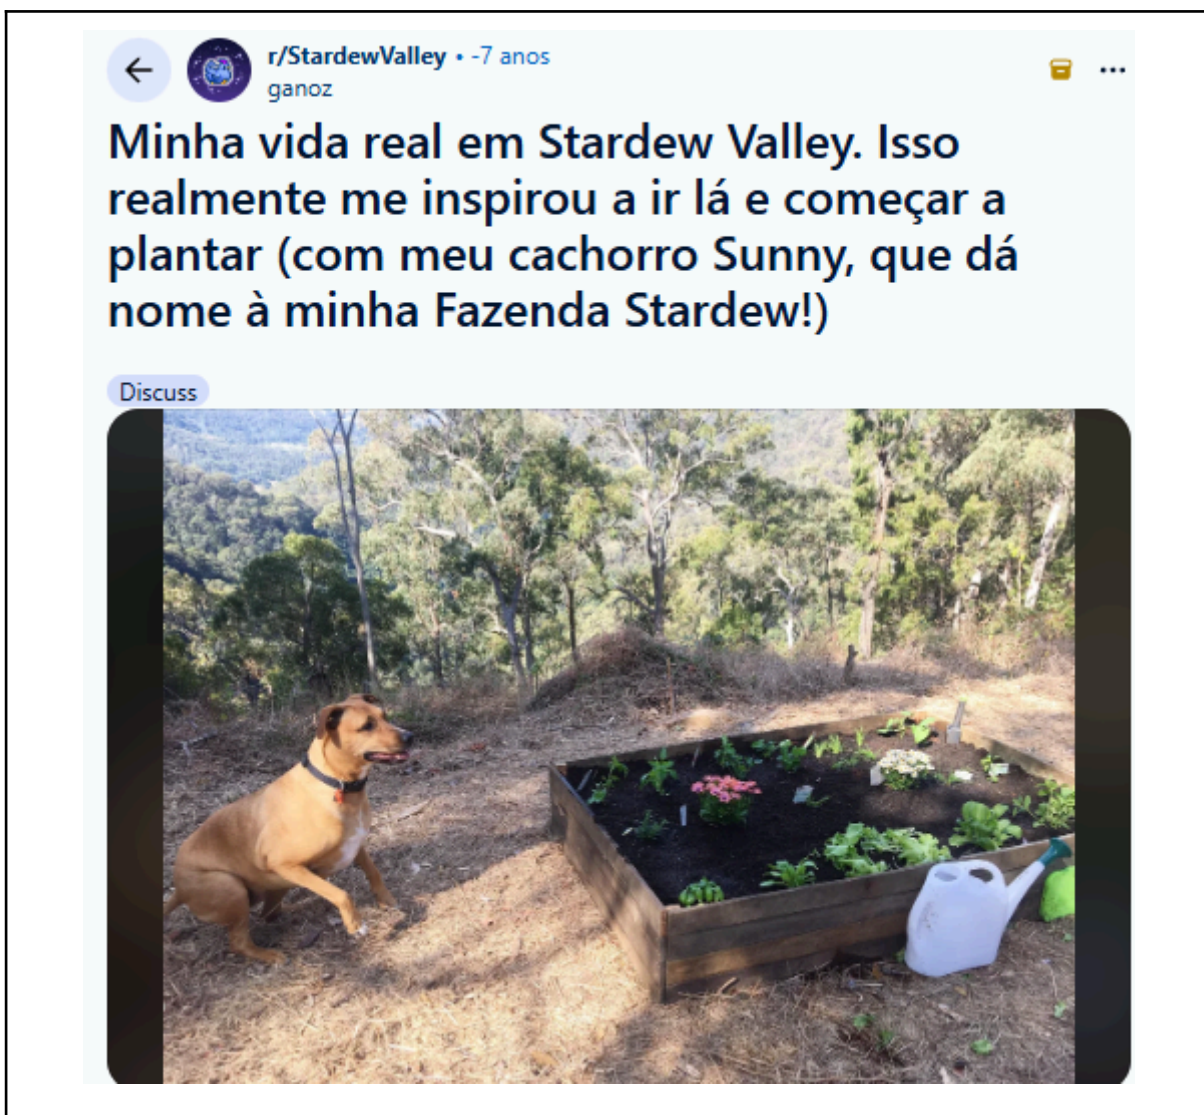 r/StardewValley • -7 anos
ganoz
Minha vida real em Stardew Valley. Isso
realmente me inspirou a ir lá e começar a
plantar (com meu cachorro Sunny, que dá
nome à minha Fazenda Stardew!)
Discuss